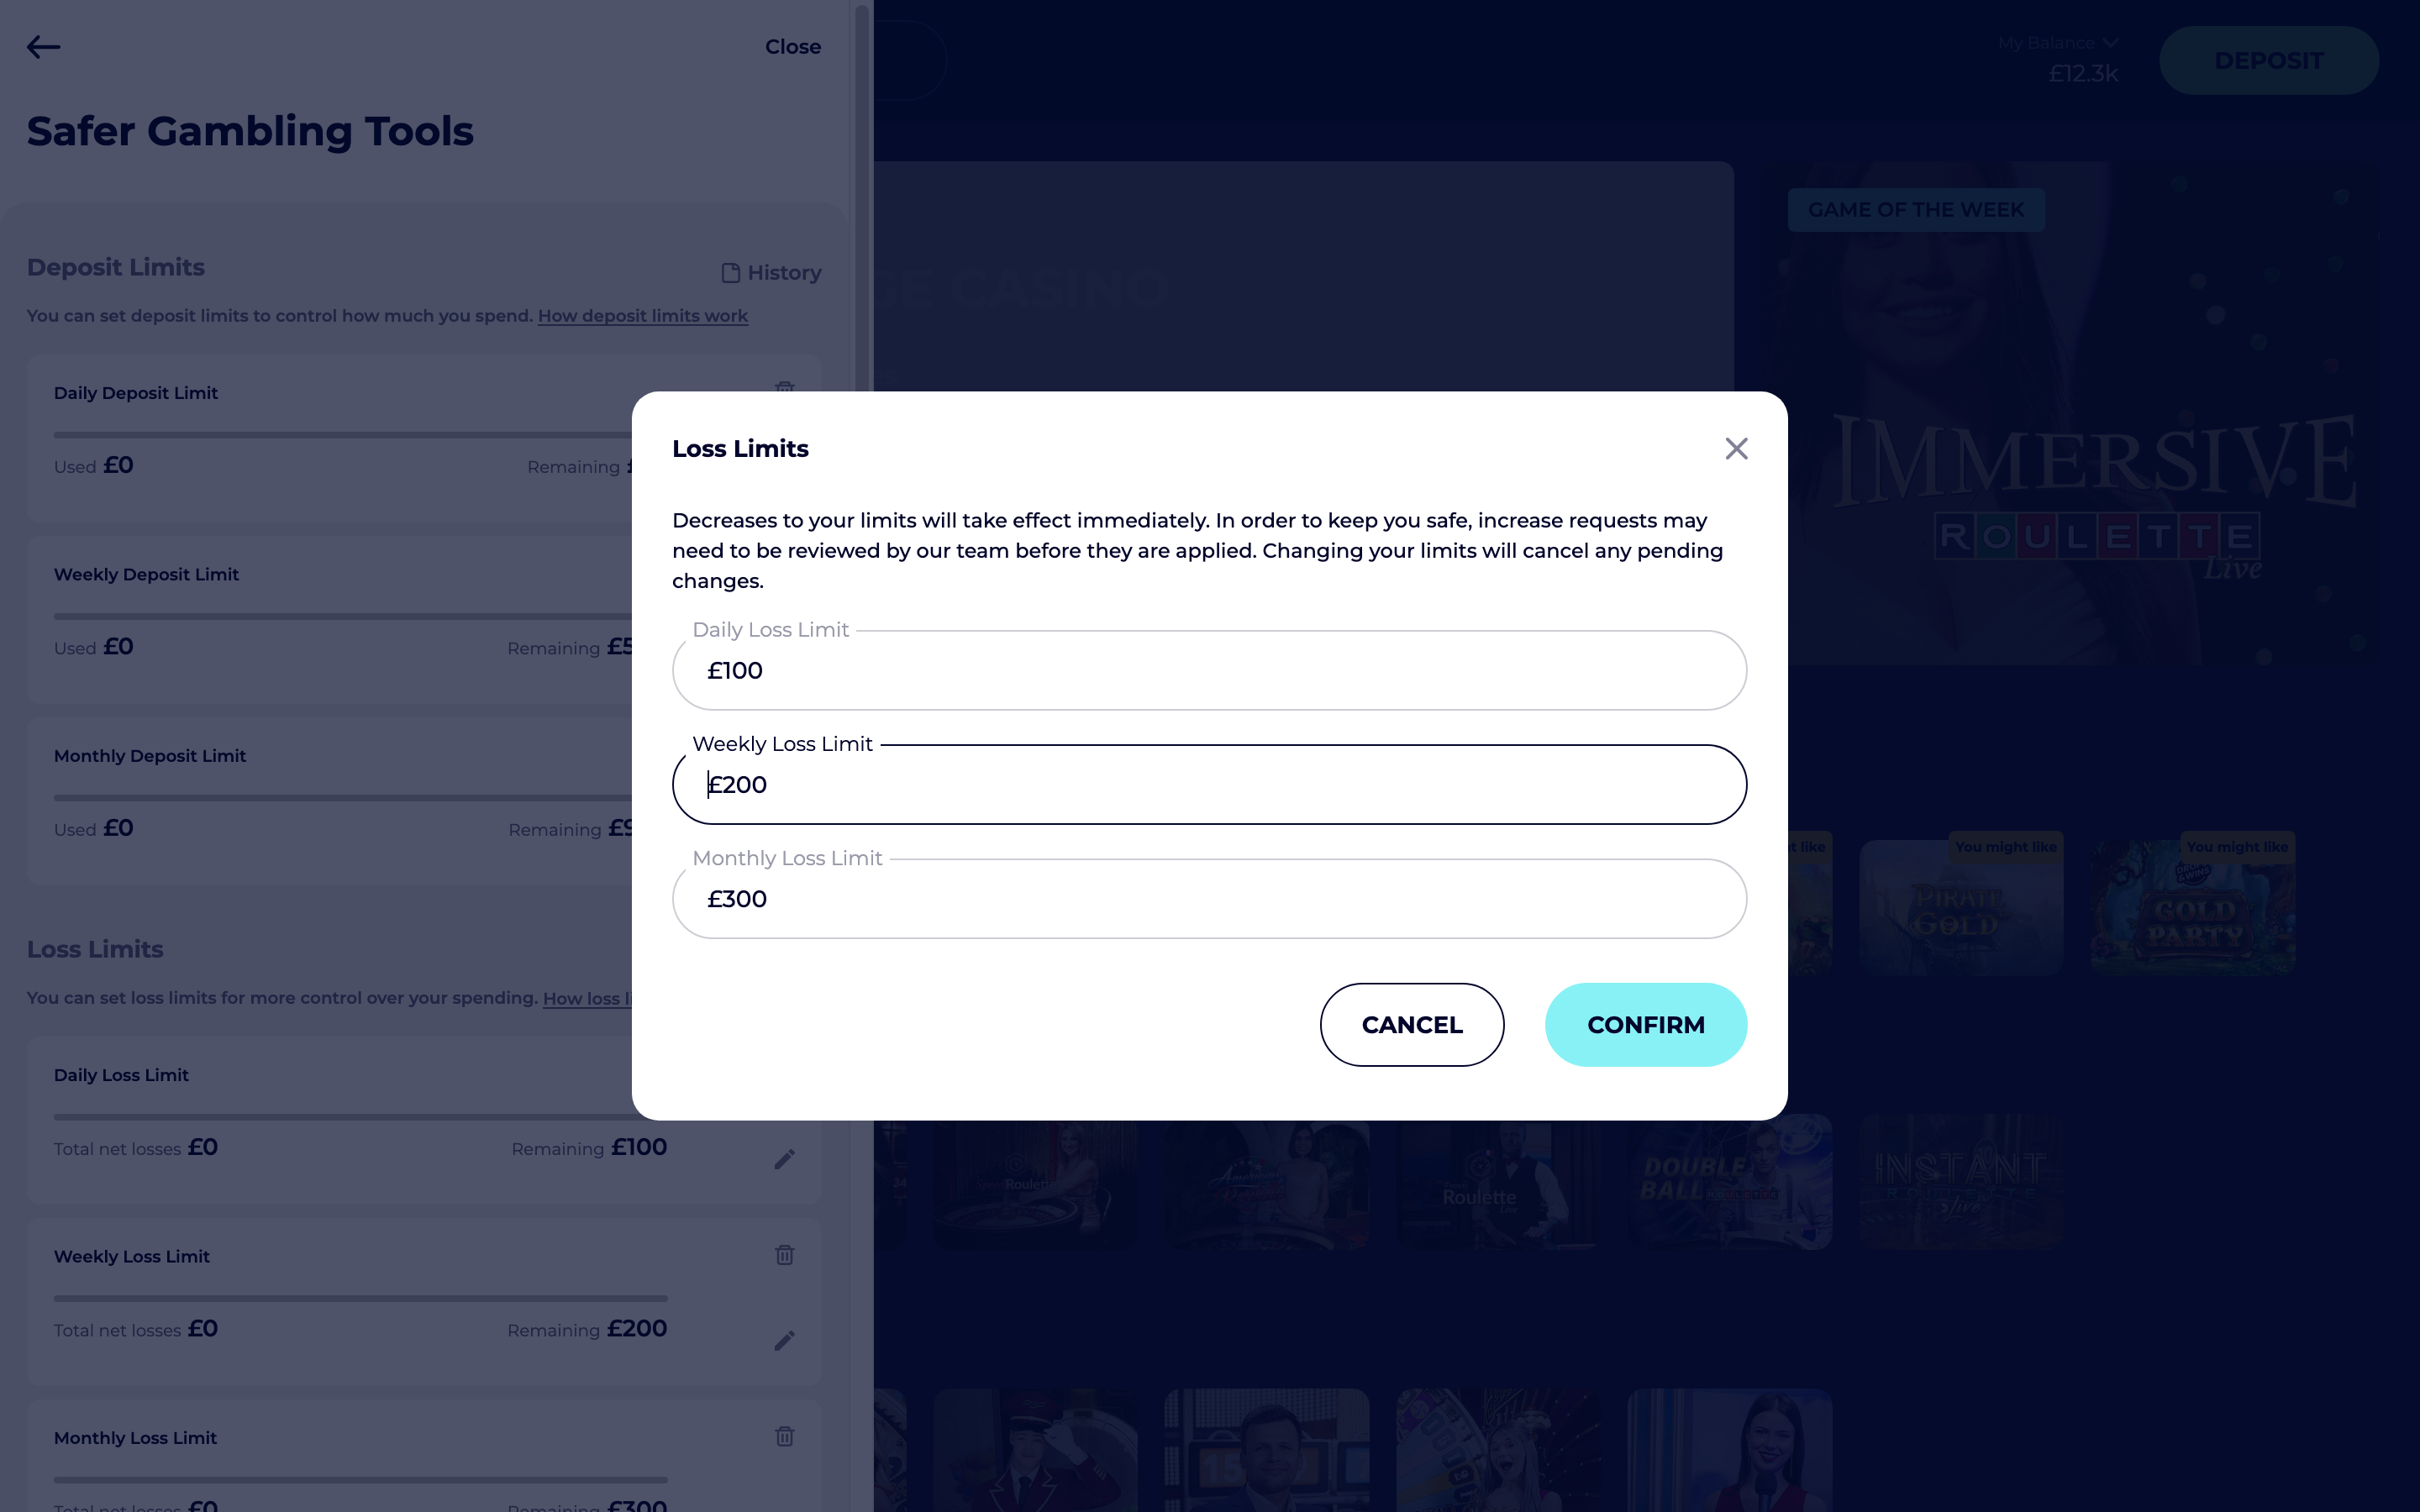 Close
My Balance
£12.3k
DEPOSIT
Safer Gambling Tools
GAME OF THE WEEK
Deposit Limits
History
CASINO
You can set deposit limits to control how much you spend. How deposit limits work
Daily Deposit Limit
Used £0
Remaining
Weekly Deposit Limit
Used £0
Remaining
Monthly Deposit Limit
Used £0
Remaining
Loss Limits
Decreases to your limits will take effect immediately. In order to keep you safe, increase requests may
need to be reviewed by our team before they are applied. Changing your limits will cancel any pending
changes.
Daily Loss Limit
£100
Weekly Loss Limit
£200
Monthly Loss Limit
£300
CANCEL
CONFIRM
IMMERSIVE
ROULETTE
Live
You might like
PIRATE
GOLD
You might like
GOLD
PARTY
Loss Limits
You can set loss limits for more control over your spending. How loss
Daily Loss Limit
Total net losses £0
Remaining £100
Weekly Loss Limit
Total net losses £0
Remaining £200
Monthly Loss Limit
Total net losses £0
Remaining £300
Roulette
Roulette
Live
DOUBLE
BALL
ROULETTE
INSTANT